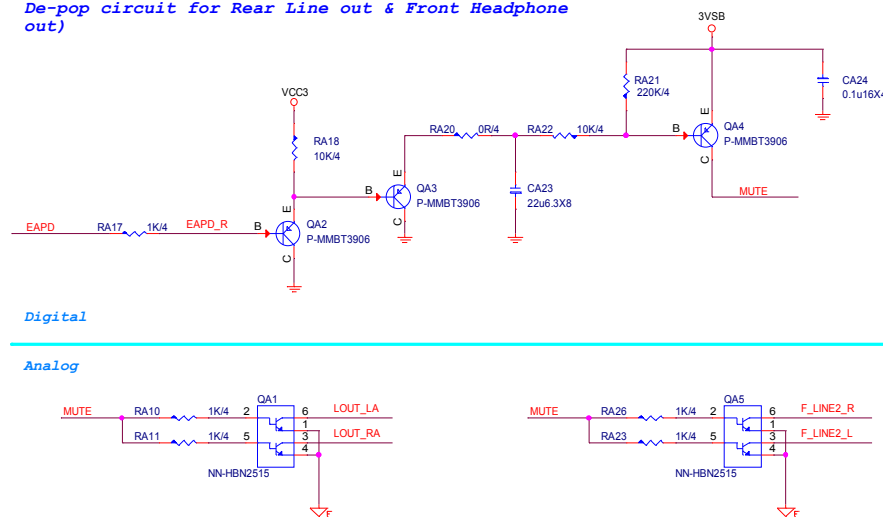 De-pop circuit for Rear Line out & Front Headphone
out)
3VSB
RA21
220K/4
CA24
0.1u16X4
VCC3
RA18
10K/4
RA20 0R/4 RA22 10K/4
B E C
QA4
P-MMBT3906
MUTE
B E C
QA3
P-MMBT3906
CA23
22u6.3X8
EAPD RA17 1K/4 EAPD_R B E C
QA2
P-MMBT3906
Digital
Analog
MUTE RA10 1K/4 2 QA1 6 LOUT_LA
1
RA11 1K/4 5 3 LOUT_RA
4
NN-HBN2515
F
MUTE RA26 1K/4 2 QA5 6 F_LINE2_R
1
RA23 1K/4 5 3 F_LINE2_L
4
NN-HBN2515
F